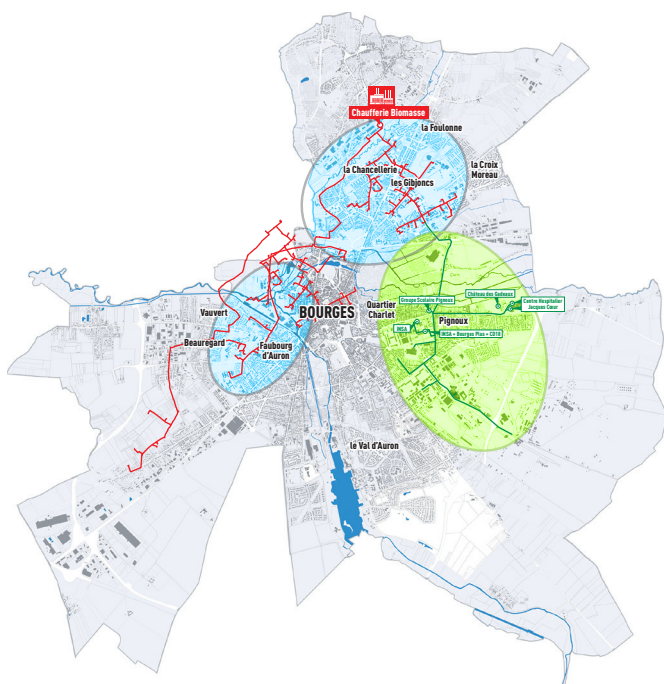 Chaufferie Biomasse
la Foulonne
la Chancellerie
la Croix
Moreau
les Gibjoncs
Château des Gadeaux
Groupe Scolaire Pignoux
Centre Hospitalier
Jacques Cœur
Quartier
Charlet
BOURGES
Vauvert
Pignoux
INSA
INSA + Bourges Plus + CD18
Beauregard
Faubourg
d'Auron
le Val d'Auron